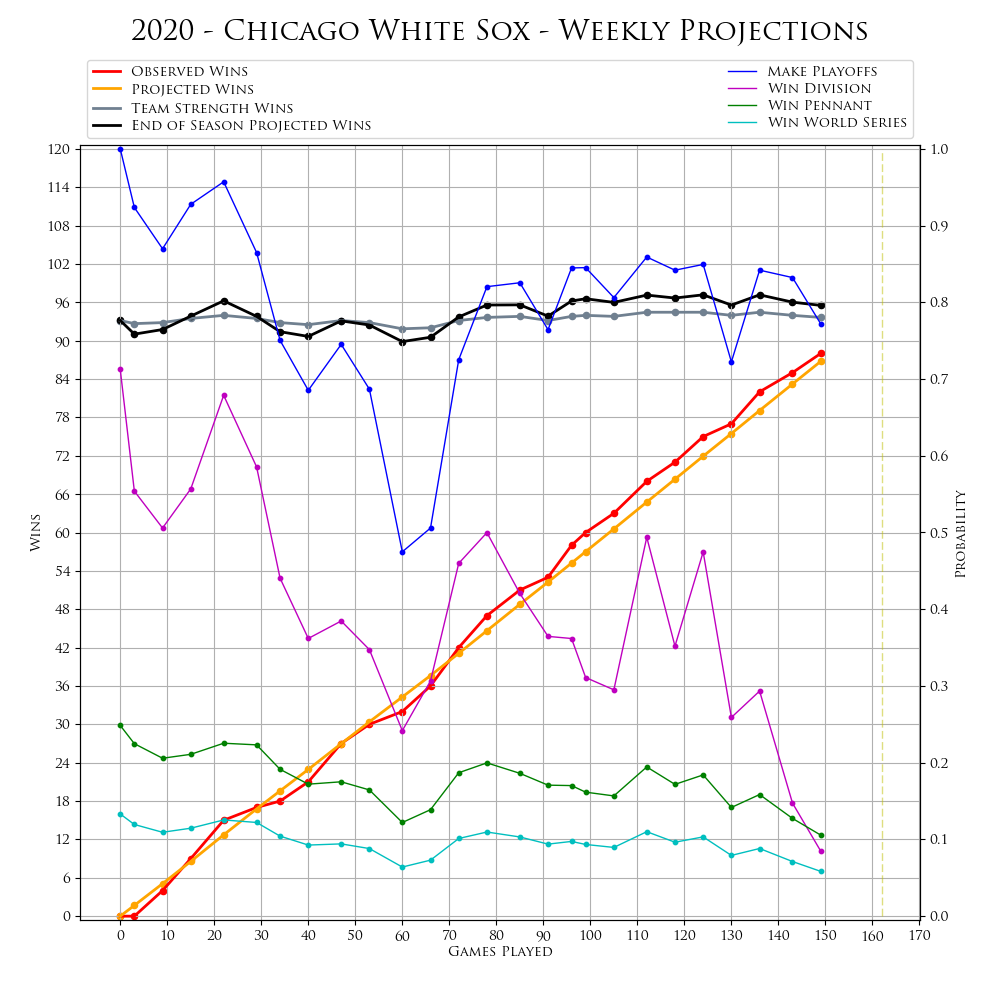 2020 - Chicago White Sox - Weekly Projections
Observed Wins
Projected Wins
Team Strength Wins
End of Season Projected Wins
Make Playoffs
Win Division
Win Pennant
Win World Series
120
114
108
102
96
90
84
78
72
66
60
54
48
42
36
30
24
18
12
6
0
Wins
1.0
0.9
0.8
0.7
0.6
0.5
0.4
0.3
0.2
0.1
0.0
Probability
0 10 20 30 40 50 60 70 80 90 100 110 120 130 140 150 160 170
Games Played